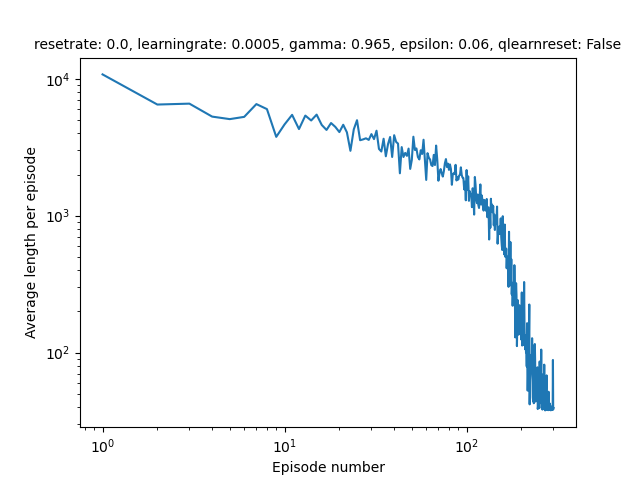 resetrate: 0.0, learningrate: 0.0005, gamma: 0.965, epsilon: 0.06, qlearnreset: False
10⁴
10³
10²
Average length per episode
10⁰
10¹
10²
Episode number